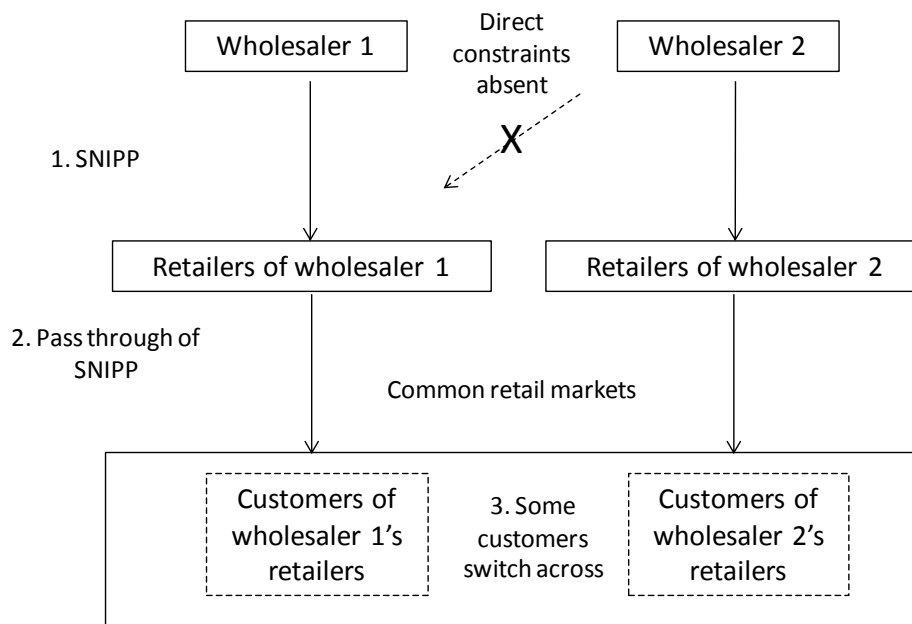 Wholesaler 1
Direct
constraints
absent
Wholesaler 2
X
1. SNIPP
Retailers of wholesaler 1
Retailers of wholesaler 2
2. Pass through of
SNIPP
Common retail markets
Customers of
wholesaler 1's
retailers
3. Some
customers
switch across
Customers of
wholesaler 2's
retailers